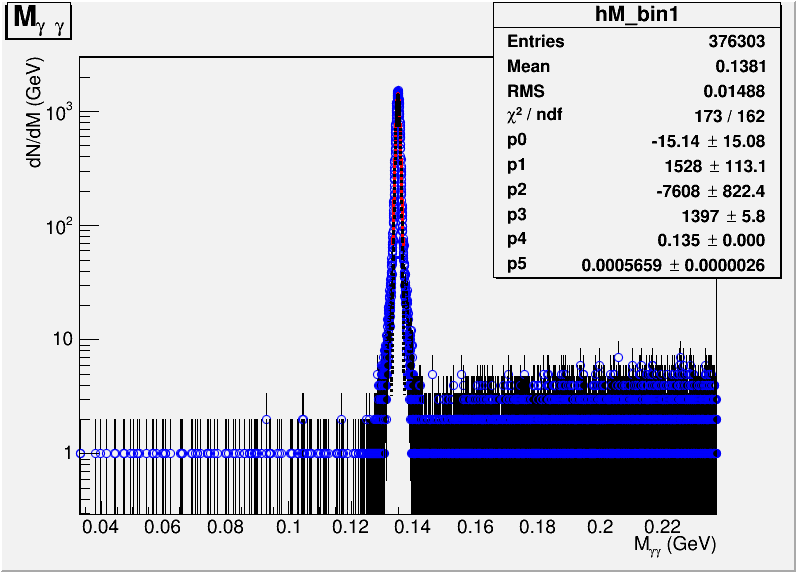 M γ γ
hM_bin1
Entries 376303
Mean 0.1381
RMS 0.01488
χ² / ndf 173 / 162
p0 -15.14 ± 15.08
p1 1528 ± 113.1
p2 -7608 ± 822.4
p3 1397 ± 5.8
p4 0.135 ± 0.000
p5 0.0005659 ± 0.0000026
dN/dM (GeV)
10³
10²
10
1
0.04 0.06 0.08 0.1 0.12 0.14 0.16 0.18 0.2 0.22
Mγγ (GeV)